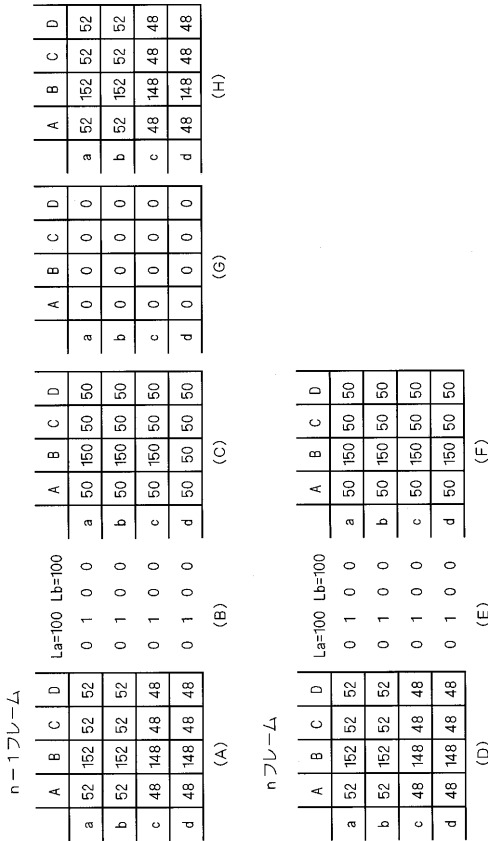 n−1フレーム
A B C D
a 52 152 52 52
b 52 152 52 52
c 48 148 48 48
d 48 148 48 48
(A)
La=100 Lb=100
0 1 0 0
0 1 0 0
0 1 0 0
0 1 0 0
(B)
A B C D
a 50 150 50 50
b 50 150 50 50
c 50 150 50 50
d 50 50 50 50
(C)
A B C D
a 0 0 0 0
b 0 0 0 0
c 0 0 0 0
d 0 0 0 0
(G)
A B C D
a 52 152 52 52
b 52 152 52 52
c 48 148 48 48
d 48 148 48 48
(H)
nフレーム
A B C D
a 52 152 52 52
b 52 152 52 52
c 48 148 48 48
d 48 148 48 48
(D)
La=100 Lb=100
0 1 0 0
0 1 0 0
0 1 0 0
0 1 0 0
(E)
A B C D
a 50 150 50 50
b 50 150 50 50
c 50 150 50 50
d 50 150 50 50
(F)